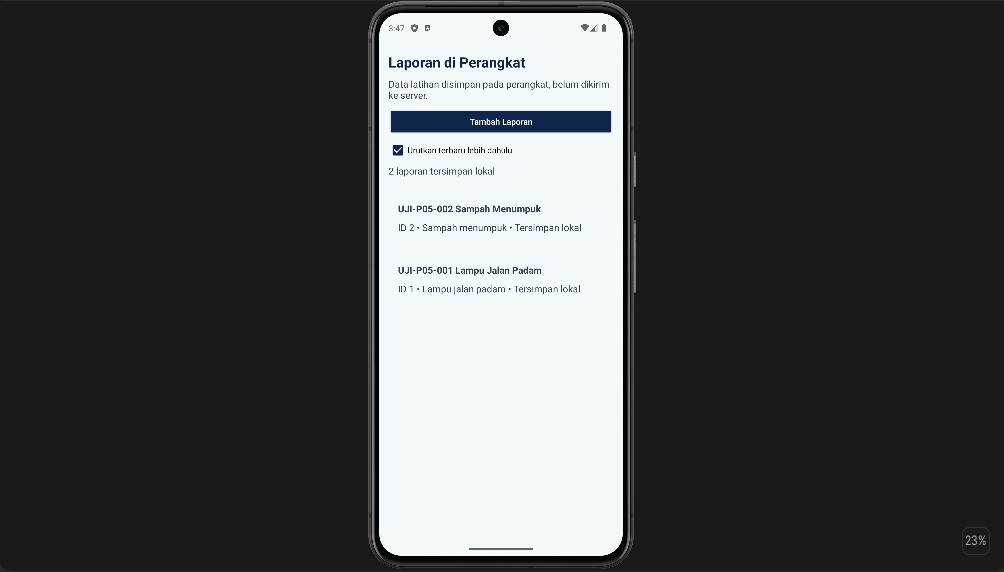 3:47
Laporan di Perangkat
Data latihan disimpan pada perangkat, belum dikirim
ke server.
Tambah Laporan
Urutkan terbaru lebih dahulu
2 laporan tersimpan lokal
UJI-P05-002 Sampah Menumpuk
ID 2 • Sampah menumpuk • Tersimpan lokal
UJI-P05-001 Lampu Jalan Padam
ID 1 • Lampu jalan padam • Tersimpan lokal
23%